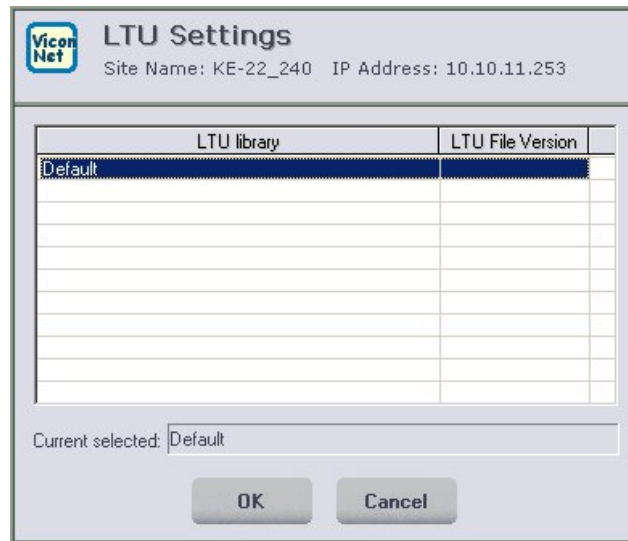 Vicon
Net
LTU Settings
Site Name: KE-22_240 IP Address: 10.10.11.253
LTU library LTU File Version
Default
Current selected: Default
OK Cancel